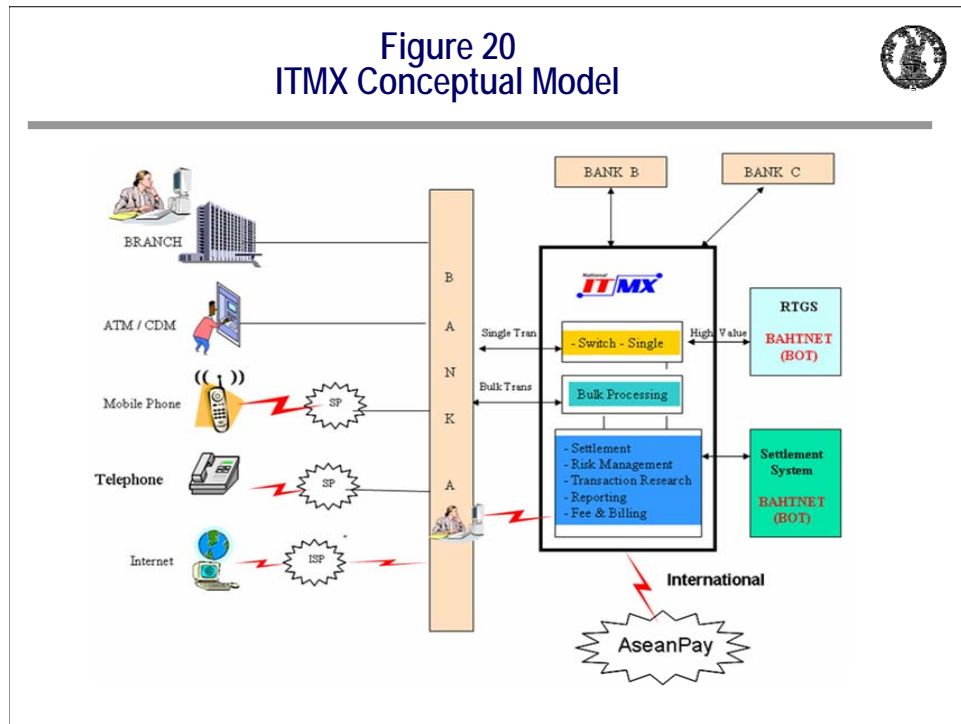 Figure 20
ITMX Conceptual Model
BANK B
BANK C
BRANCH
ATM / CDM
Mobile Phone
SP
Telephone
SP
Internet
ISP
B
A
N
K
A
Single Tran
Bulk Trans
National
ITMX
- Switch - Single
Bulk Processing
- Settlement
- Risk Management
- Transaction Research
- Reporting
- Fee & Billing
High Value
RTGS
BAHTNET
(BOT)
Settlement
System
BAHTNET
(BOT)
International
AseanPay